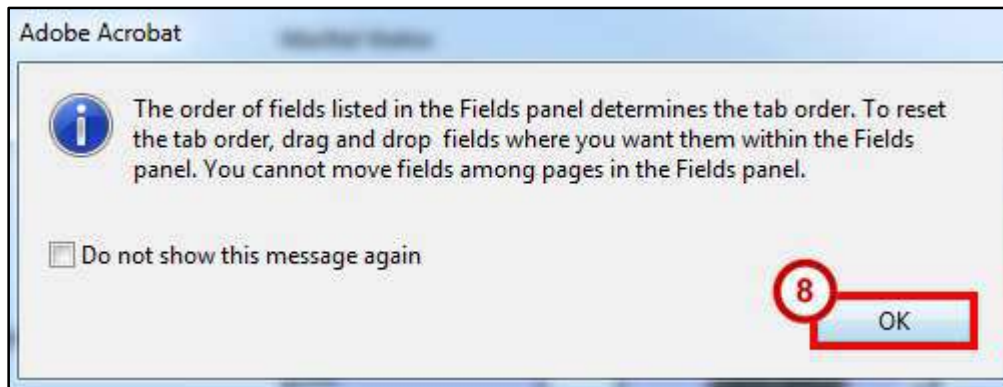 Adobe Acrobat
The order of fields listed in the Fields panel determines the tab order. To reset
the tab order, drag and drop fields where you want them within the Fields
panel. You cannot move fields among pages in the Fields panel.
Do not show this message again
8
OK